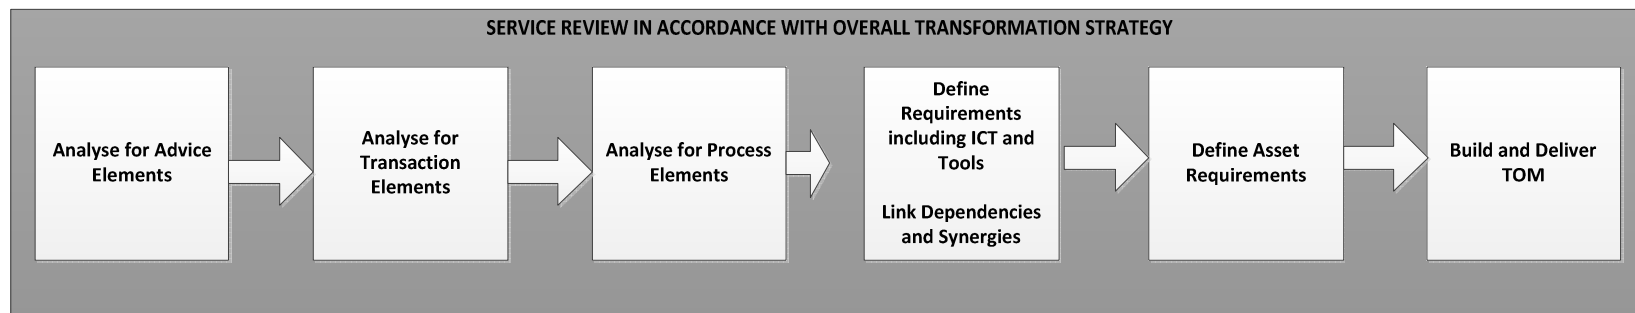 SERVICE REVIEW IN ACCORDANCE WITH OVERALL TRANSFORMATION STRATEGY
Analyse for Advice
Elements
Analyse for
Transaction
Elements
Analyse for Process
Elements
Define
Requirements
including ICT and
Tools
Link Dependencies
and Synergies
Define Asset
Requirements
Build and Deliver
TOM